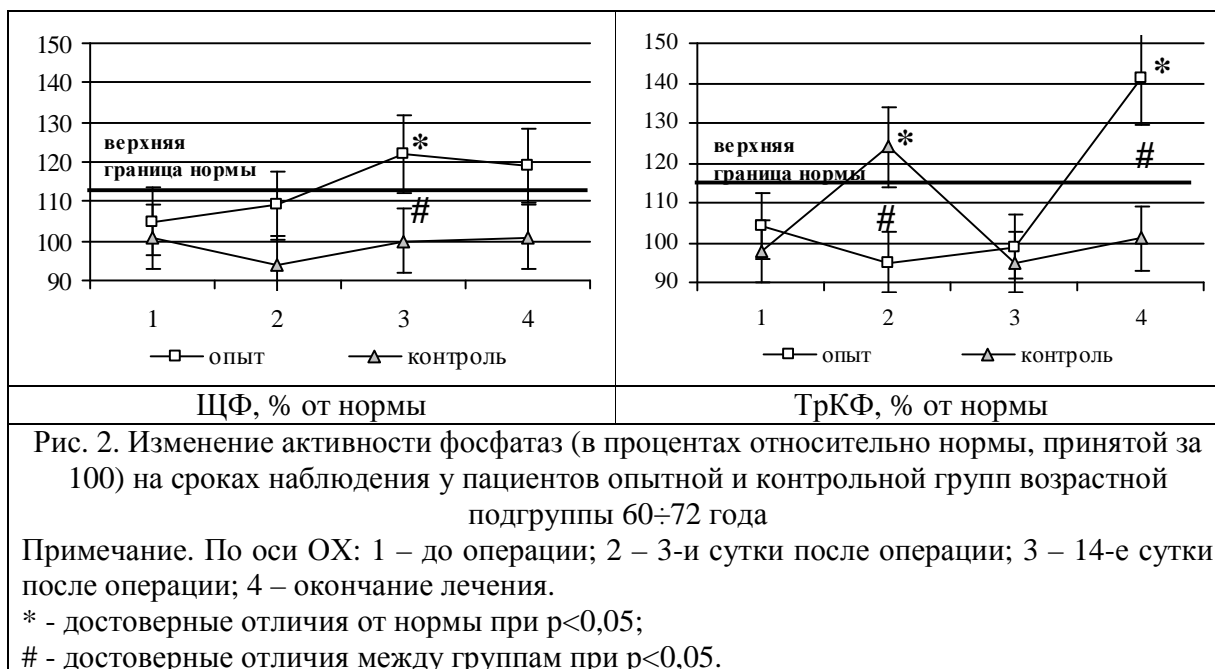 150
140
130
120
110
100
90
верхняя
граница нормы
*
#
1 2 3 4
опыт контроль
150
140
130
120
110
100
90
верхняя
граница нормы
*
#
*
#
1 2 3 4
опыт контроль
ЩФ, % от нормы
ТрКФ, % от нормы
Рис. 2. Изменение активности фосфатаз (в процентах относительно нормы, принятой за
100) на сроках наблюдения у пациентов опытной и контрольной групп возрастной
подгруппы 60÷72 года
Примечание. По оси ОХ: 1 – до операции; 2 – 3-и сутки после операции; 3 – 14-е сутки
после операции; 4 – окончание лечения.
* - достоверные отличия от нормы при p<0,05;
# - достоверные отличия между группам при p<0,05.